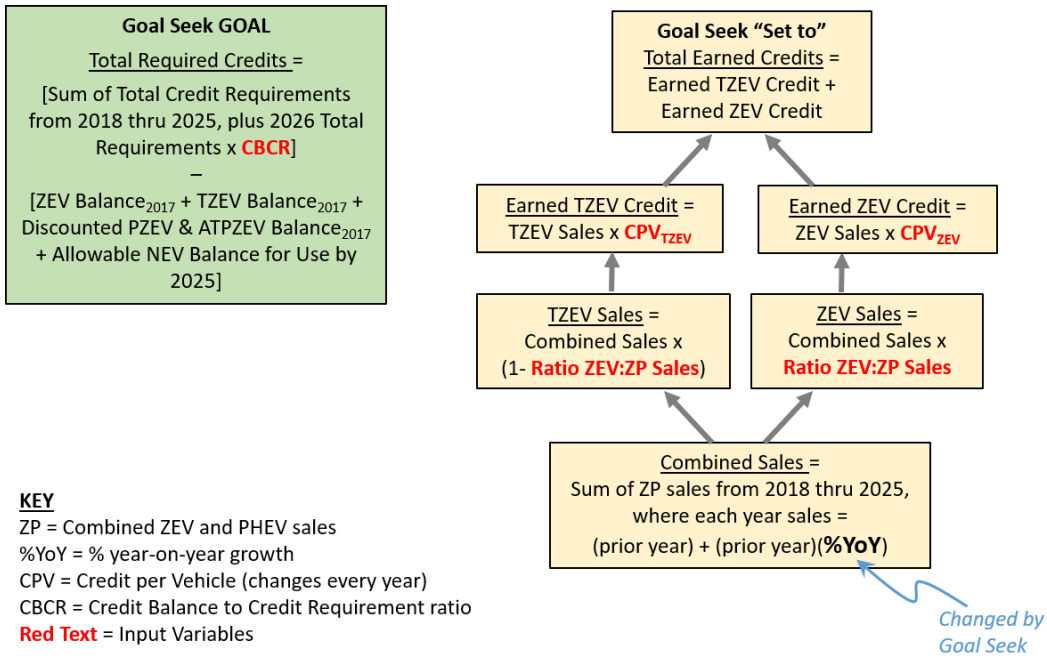 Goal Seek GOAL
Total Required Credits =
[Sum of Total Credit Requirements
from 2018 thru 2025, plus 2026 Total
Requirements x CBCR]
–
[ZEV Balance2017 + TZEV Balance2017 +
Discounted PZEV & ATPZEV Balance2017
+ Allowable NEV Balance for Use by
2025]
Goal Seek “Set to”
Total Earned Credits =
Earned TZEV Credit +
Earned ZEV Credit
Earned TZEV Credit =
TZEV Sales x CPVTZEV
Earned ZEV Credit =
ZEV Sales x CPVZEV
TZEV Sales =
Combined Sales x
(1- Ratio ZEV:ZP Sales)
ZEV Sales =
Combined Sales x
Ratio ZEV:ZP Sales
Combined Sales =
Sum of ZP sales from 2018 thru 2025,
where each year sales =
(prior year) + (prior year)(%YoY)
Changed by
Goal Seek
KEY
ZP = Combined ZEV and PHEV sales
%YoY = % year-on-year growth
CPV = Credit per Vehicle (changes every year)
CBCR = Credit Balance to Credit Requirement ratio
Red Text = Input Variables